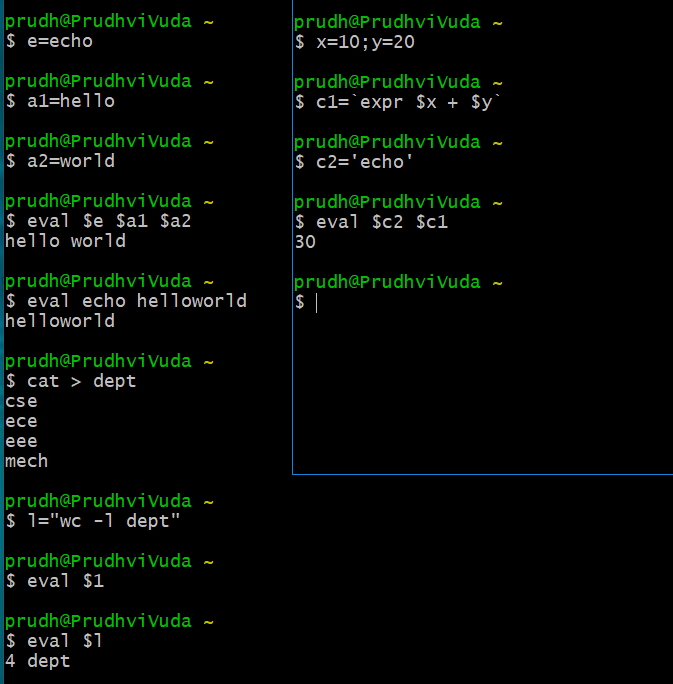 prudh@PrudhviVuda ~
$ e=echo
prudh@PrudhviVuda ~
$ a1=hello
prudh@PrudhviVuda ~
$ a2=world
prudh@PrudhviVuda ~
$ eval $e $a1 $a2
hello world
prudh@PrudhviVuda ~
$ eval echo helloworld
helloworld
prudh@PrudhviVuda ~
$ cat > dept
cse
ece
eee
mech
prudh@PrudhviVuda ~
$ l="wc -l dept"
prudh@PrudhviVuda ~
$ eval $1
prudh@PrudhviVuda ~
$ eval $l
4 dept
prudh@PrudhviVuda ~
$ x=10;y=20
prudh@PrudhviVuda ~
$ c1=`expr $x + $y`
prudh@PrudhviVuda ~
$ c2='echo'
prudh@PrudhviVuda ~
$ eval $c2 $c1
30
prudh@PrudhviVuda ~
$